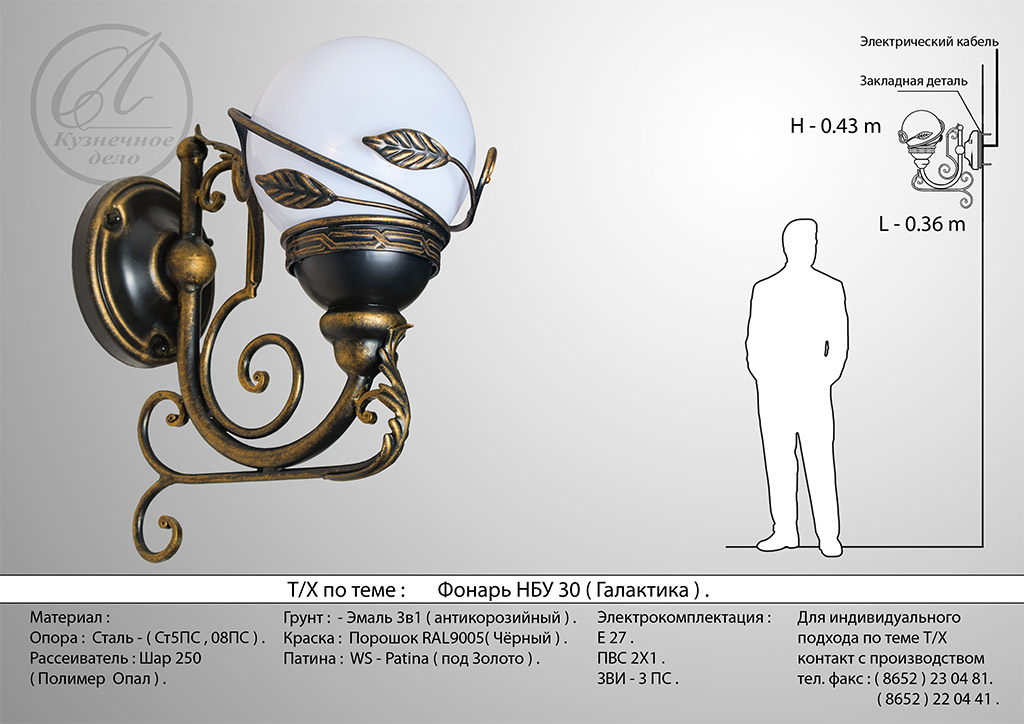 Кузнечное
дело
Электрический кабель
Закладная деталь
H - 0.43 m
L - 0.36 m
Т/Х по теме : Фонарь НБУ 30 ( Галактика ) .
Материал :
Опора : Сталь - ( Ст5ПС , 08ПС ) .
Рассеиватель : Шар 250
( Полимер Опал ) .
Грунт : - Эмаль 3в1 ( антикорозийный ) .
Краска : Порошок RAL9005( Чёрный ) .
Патина : WS - Patina ( под Золото ) .
Электрокомплектация :
Е 27 .
ПВС 2Х1 .
ЗВИ - 3 ПС .
Для индивидуального
подхода по теме Т/Х
контакт с производством
тел. факс : ( 8652 ) 23 04 81.
( 8652 ) 22 04 41 .